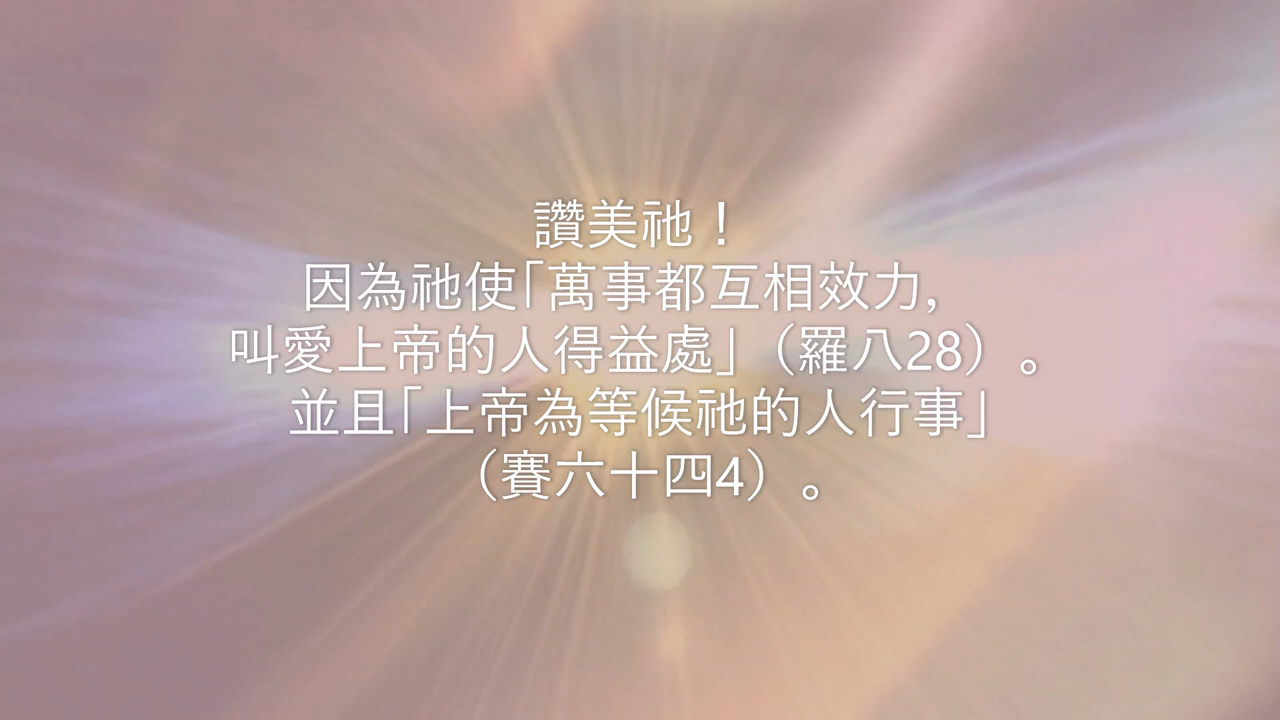 讚美祂！
因為祂使「萬事都互相效力,
叫愛上帝的人得益處」（羅八28）。
並且「上帝為等候祂的人行事」
（賽六十四4）。